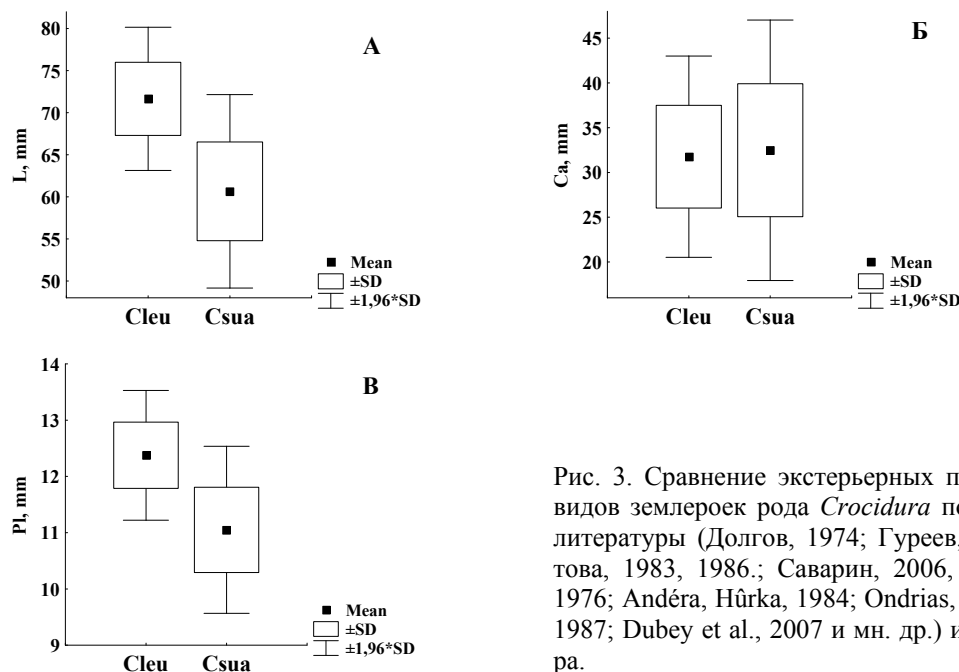 А
80
75
70
65
60
55
50
L, mm
Mean
±SD
±1,96*SD
Cleu Csua
Б
45
40
35
30
25
20
Ca, mm
Mean
±SD
±1,96*SD
Cleu Csua
В
14
13
12
11
10
9
Pl, mm
Mean
±SD
±1,96*SD
Cleu Csua
Рис. 3. Сравнение экстерьерных п
видов землероек рода Crocidura по
литературы (Долгов, 1974; Гуреев,
това, 1983, 1986.; Саварин, 2006,
1976; Andéra, Hûrka, 1984; Ondrias,
1987; Dubey et al., 2007 и мн. др.) и
ра.